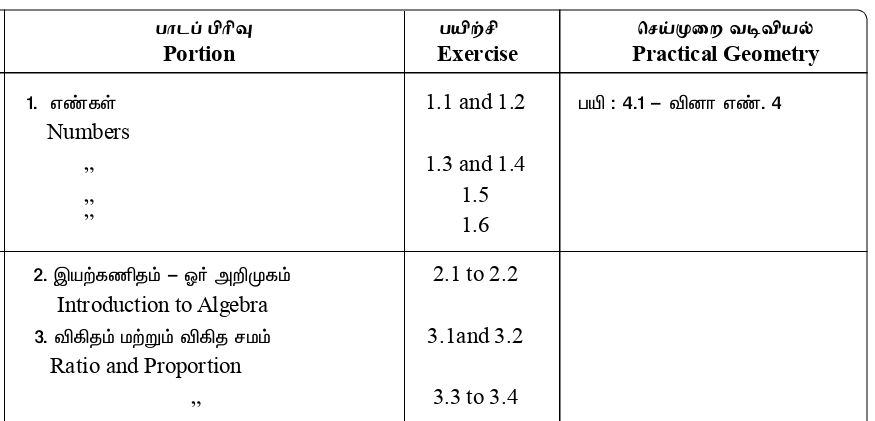 பாடப் பிரிவு பயிற்சி செய்முறை வடிவியல்
Portion Exercise Practical Geometry
1. எண்கள் 1.1 and 1.2 பயி : 4.1 – வினா எண். 4
Numbers
,, 1.3 and 1.4
,, 1.5
,, 1.6
2. இயற்கணிதம் – ஓர் அறிமுகம் 2.1 to 2.2
Introduction to Algebra
3. விகிதம் மற்றும் விகித சமம் 3.1and 3.2
Ratio and Proportion
,, 3.3 to 3.4